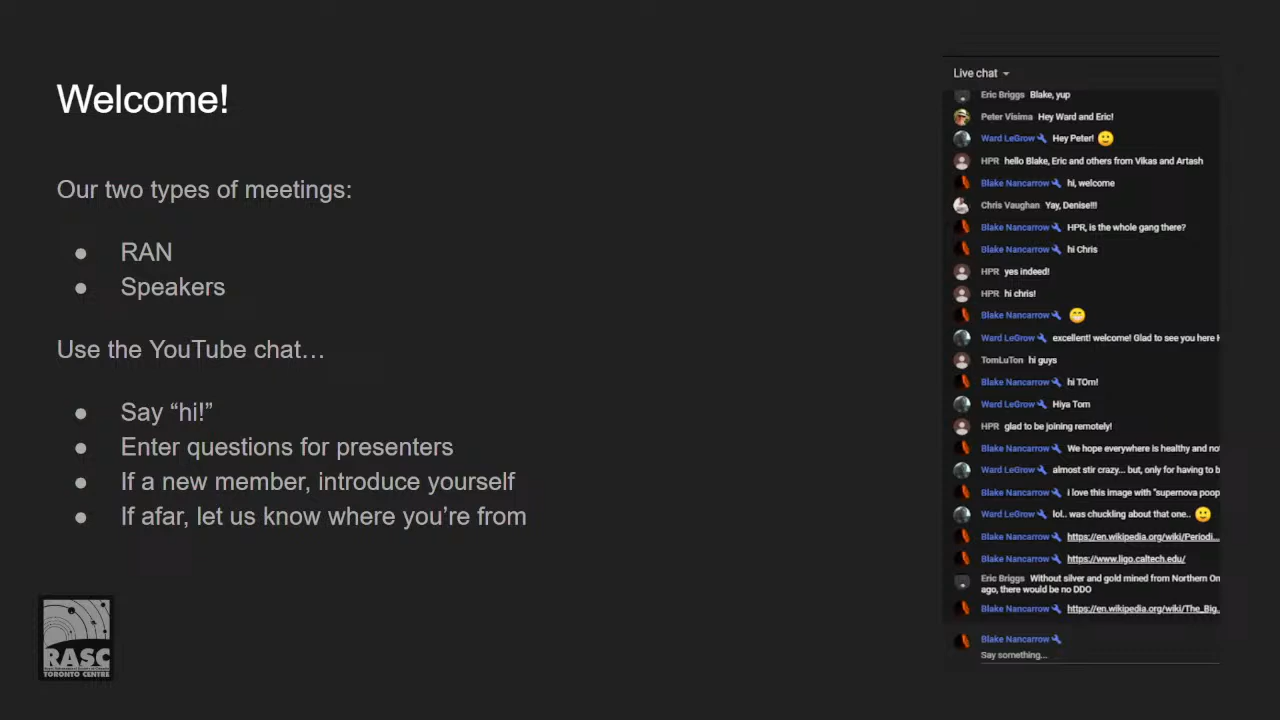 Welcome!
Our two types of meetings:
● RAN
● Speakers
Use the YouTube chat…
● Say “hi!”
● Enter questions for presenters
● If a new member, introduce yourself
● If afar, let us know where you’re from
RASC
TORONTO CENTRE
Live chat
Eric Briggs Blake, yup
Peter Visima Hey Ward and Eric!
Ward LeGrow Hey Peter! 🙂
HPR hello Blake, Eric and others from Vikas and Artash
Blake Nancarrow hi, welcome
Chris Vaughan Yay, Denise!!!
Blake Nancarrow HPR, is the whole gang there?
Blake Nancarrow hi Chris
HPR yes indeed!
HPR hi chris!
Blake Nancarrow 😁
Ward LeGrow excellent! welcome! Glad to see you here H
TomLuTon hi guys
Blake Nancarrow hi TOm!
Ward LeGrow Hiya Tom
HPR glad to be joining remotely!
Blake Nancarrow We hope everywhere is healthy and not
Ward LeGrow almost stir crazy... but, only for having to b
Blake Nancarrow i love this image with "supernova poop
Ward LeGrow lol.. was chuckling about that one.. 🙂
Blake Nancarrow https://en.wikipedia.org/wiki/Periodi...
Blake Nancarrow https://www.ligo.caltech.edu/
Eric Briggs Without silver and gold mined from Northern On
ago, there would be no DDO
Blake Nancarrow https://en.wikipedia.org/wiki/The_Big...
Blake Nancarrow
Say something...